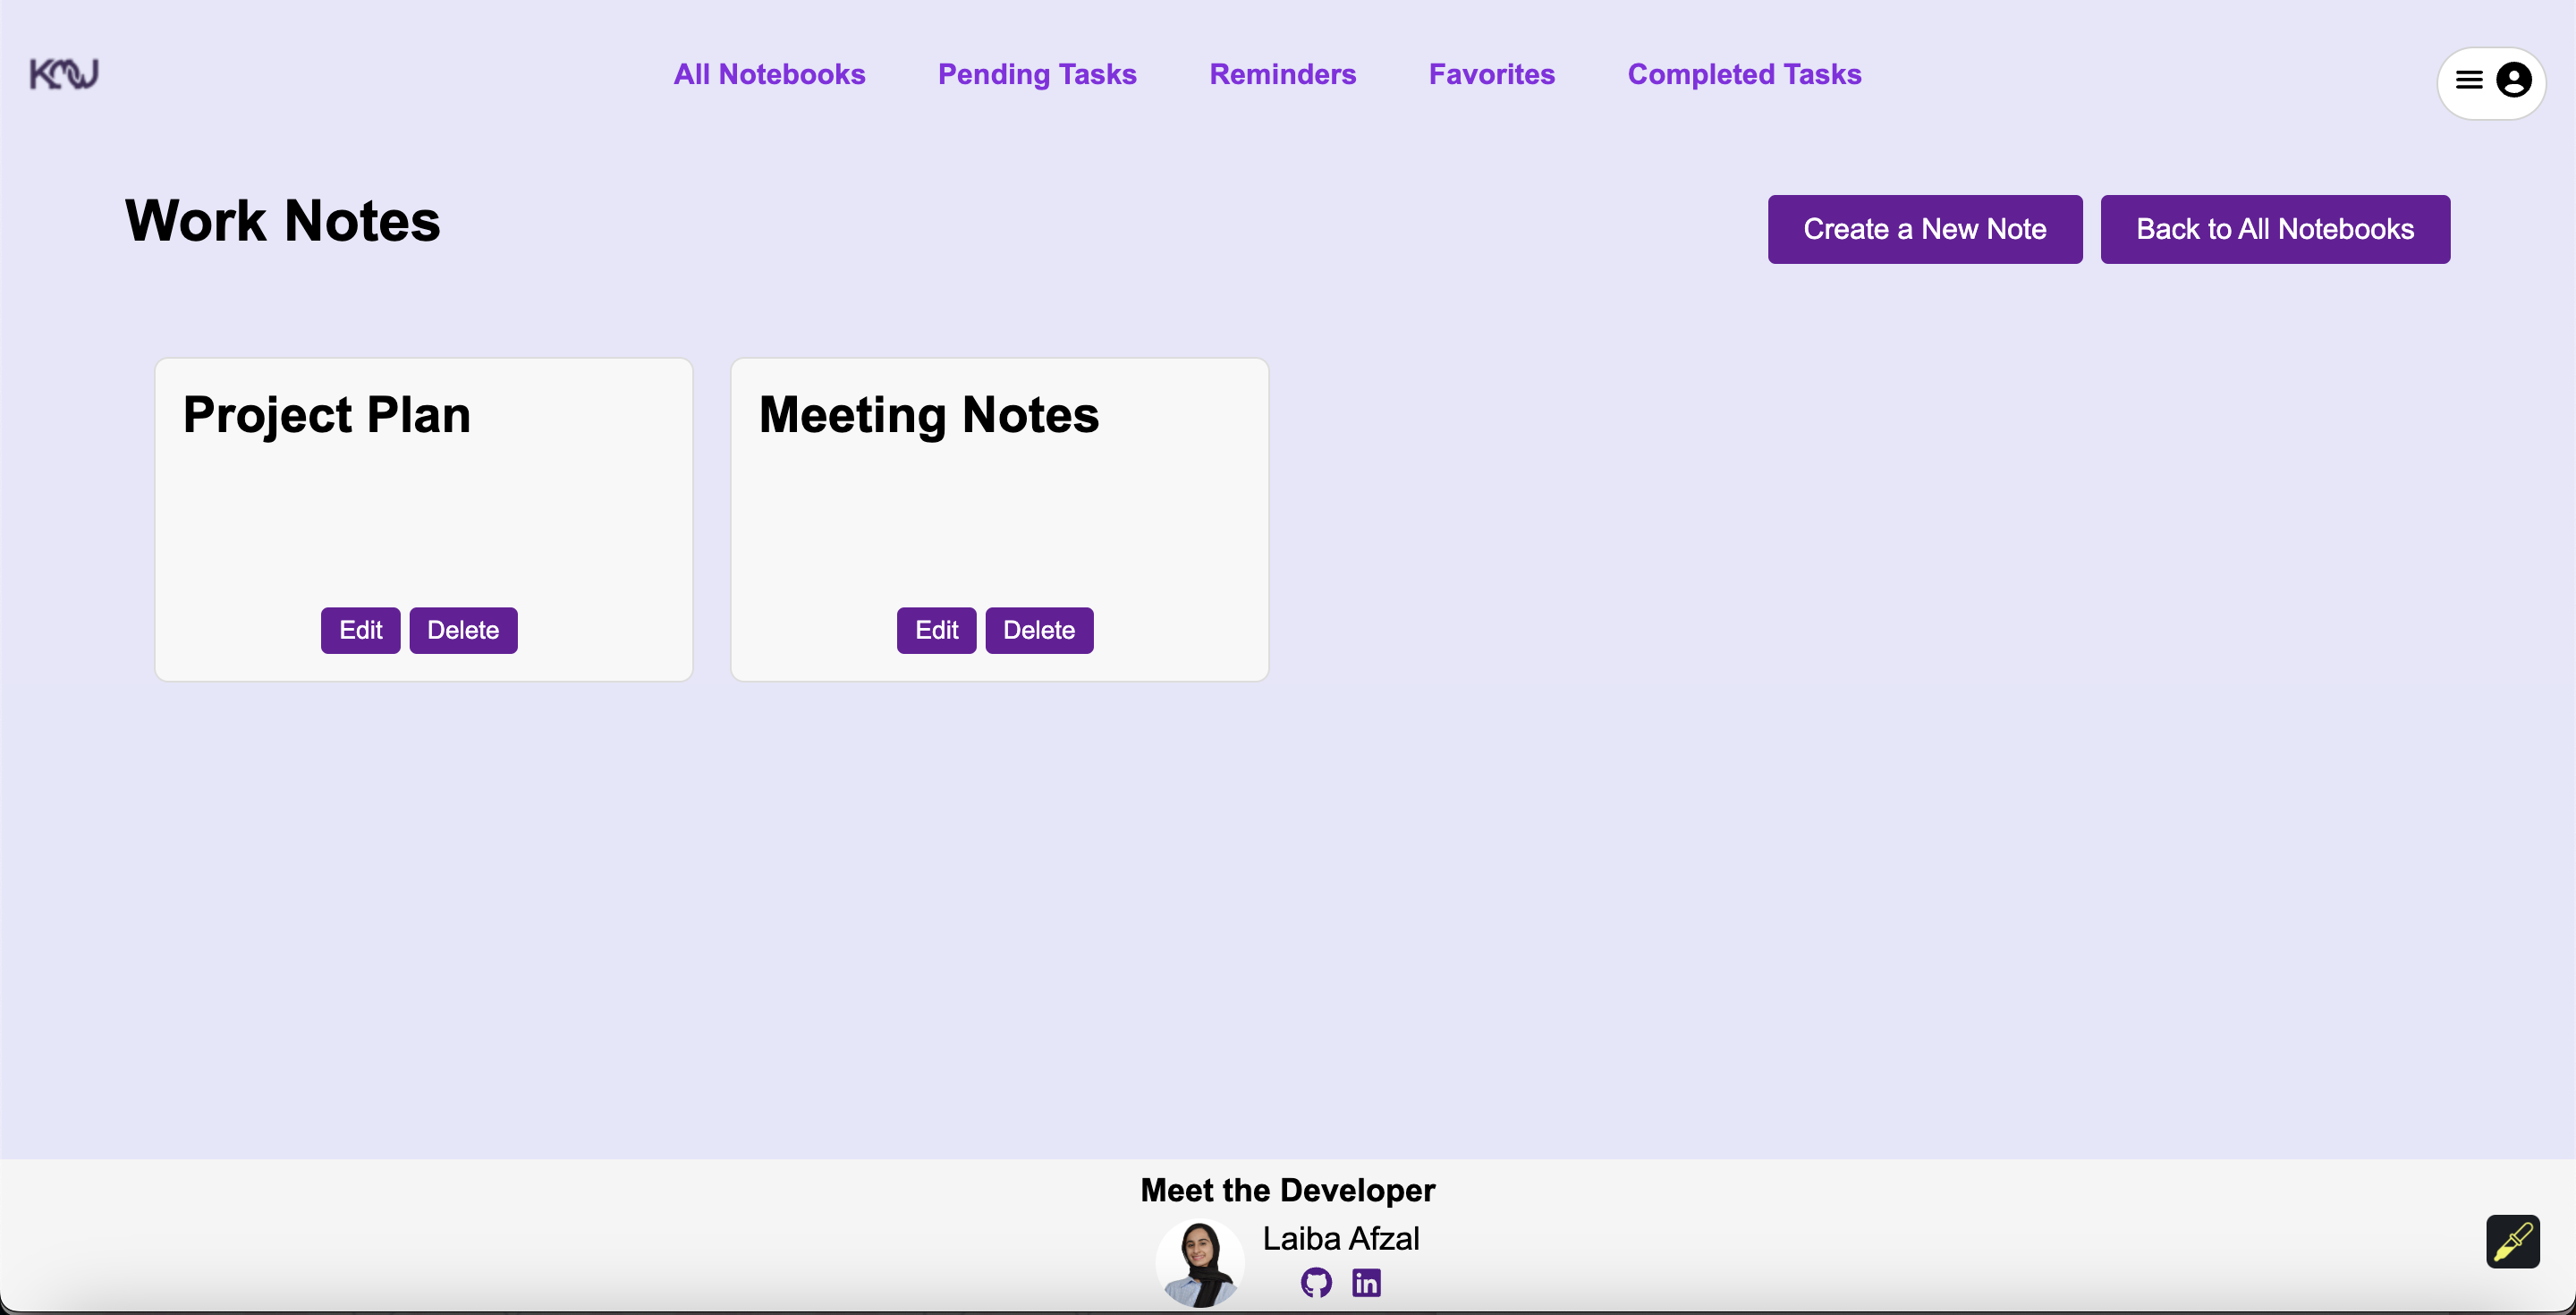 All Notebooks Pending Tasks Reminders Favorites Completed Tasks
Work Notes
Create a New Note Back to All Notebooks
Project Plan
Edit Delete
Meeting Notes
Edit Delete
Meet the Developer
Laiba Afzal
in